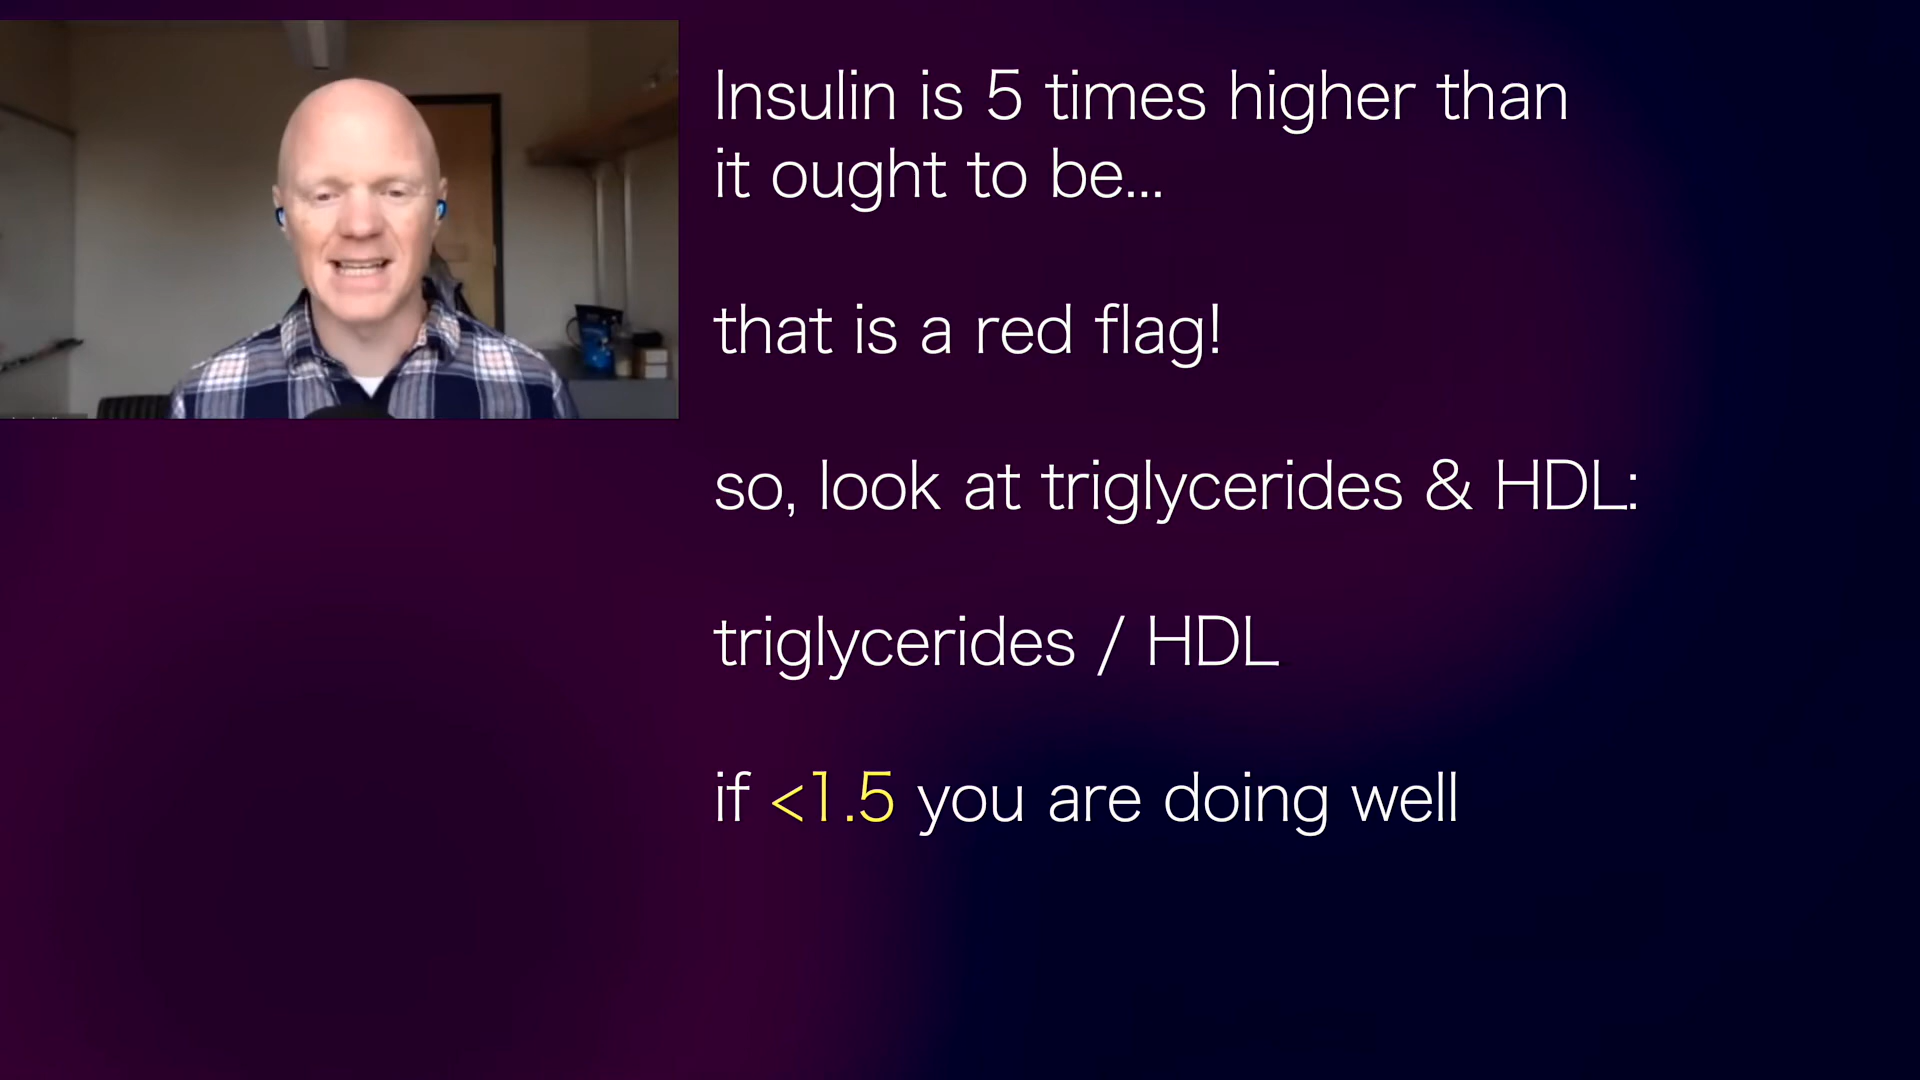 Insulin is 5 times higher than
it ought to be...
that is a red flag!
so, look at triglycerides & HDL:
triglycerides / HDL
if <1.5 you are doing well